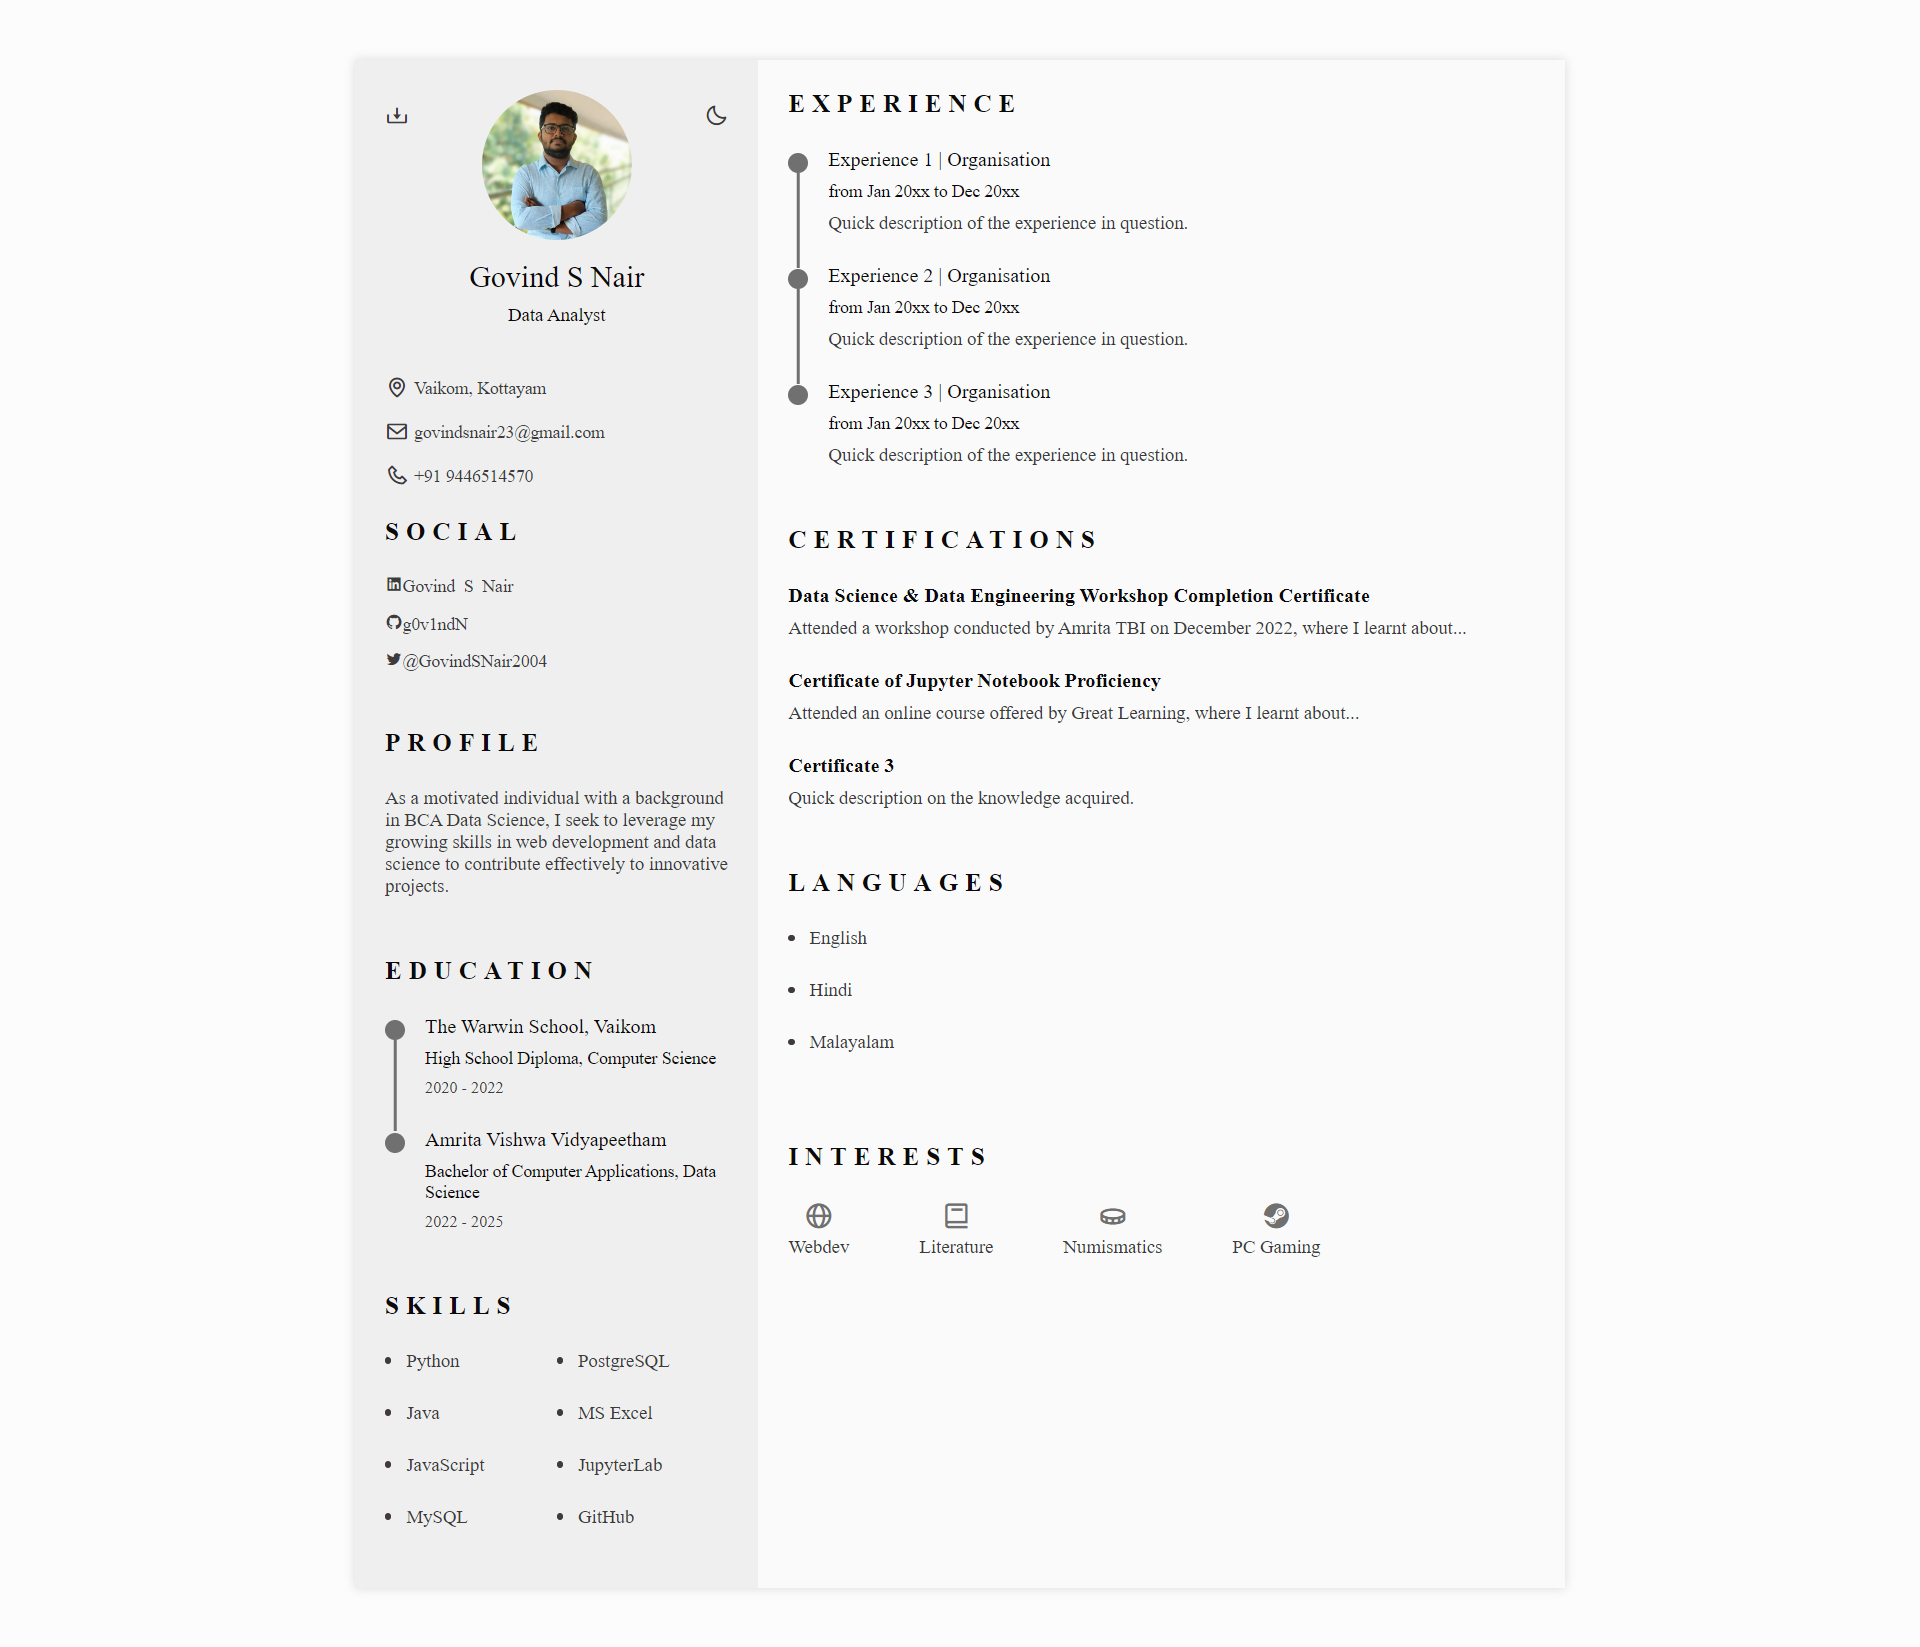 Govind S Nair
Data Analyst
Vaikom, Kottayam
govindsnair23@gmail.com
+91 9446514570
SOCIAL
Govind S Nair
g0v1ndN
@GovindSNair2004
PROFILE
As a motivated individual with a background
in BCA Data Science, I seek to leverage my
growing skills in web development and data
science to contribute effectively to innovative
projects.
EDUCATION
The Warwin School, Vaikom
High School Diploma, Computer Science
2020 - 2022
Amrita Vishwa Vidyapeetham
Bachelor of Computer Applications, Data
Science
2022 - 2025
SKILLS
Python
Java
JavaScript
MySQL
PostgreSQL
MS Excel
JupyterLab
GitHub
EXPERIENCE
Experience 1 | Organisation
from Jan 20xx to Dec 20xx
Quick description of the experience in question.
Experience 2 | Organisation
from Jan 20xx to Dec 20xx
Quick description of the experience in question.
Experience 3 | Organisation
from Jan 20xx to Dec 20xx
Quick description of the experience in question.
CERTIFICATIONS
Data Science & Data Engineering Workshop Completion Certificate
Attended a workshop conducted by Amrita TBI on December 2022, where I learnt about...
Certificate of Jupyter Notebook Proficiency
Attended an online course offered by Great Learning, where I learnt about...
Certificate 3
Quick description on the knowledge acquired.
LANGUAGES
English
Hindi
Malayalam
INTERESTS
Webdev
Literature
Numismatics
PC Gaming